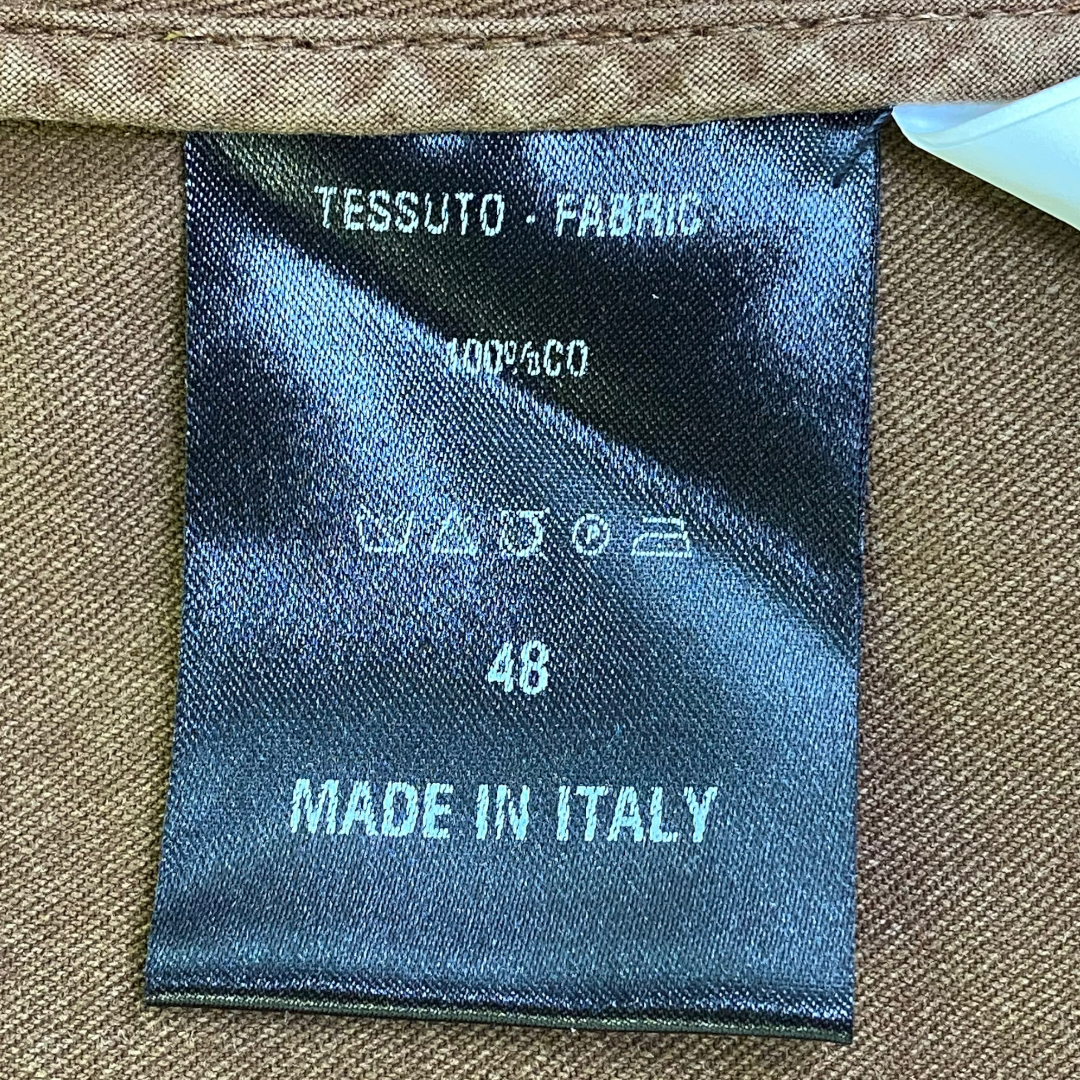 TESSUTO - FABRIC
100%CO
P
48
MADE IN ITALY